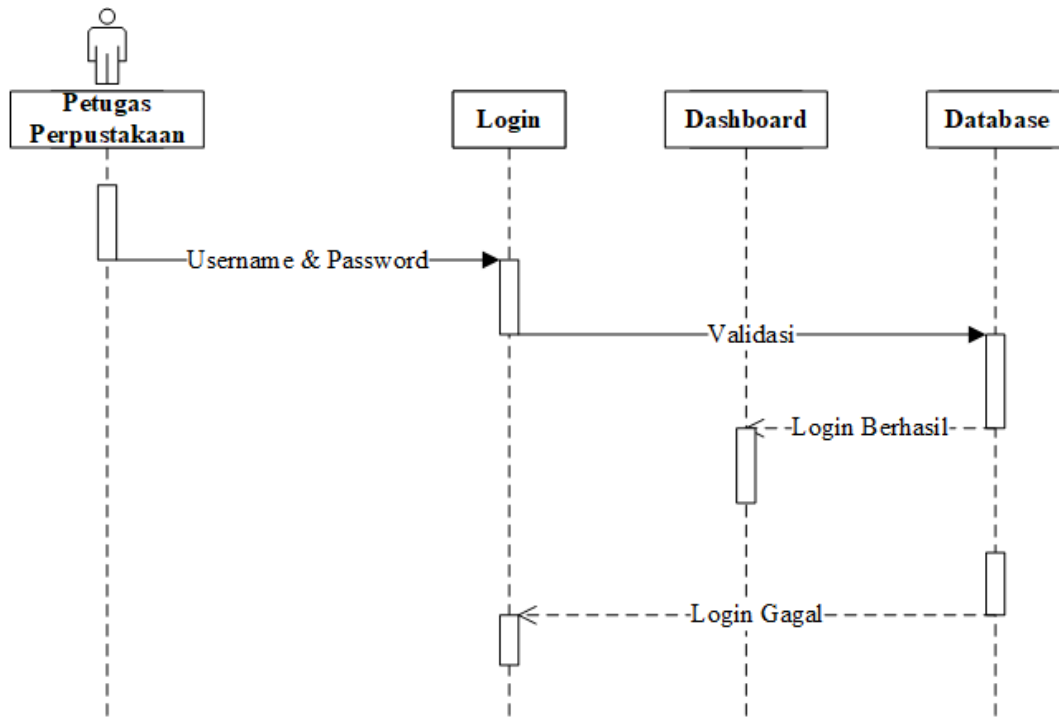 Petugas
Perpustakaan
Login
Dashboard
Database
Username & Password
Validasi
Login Berhasil
Login Gagal